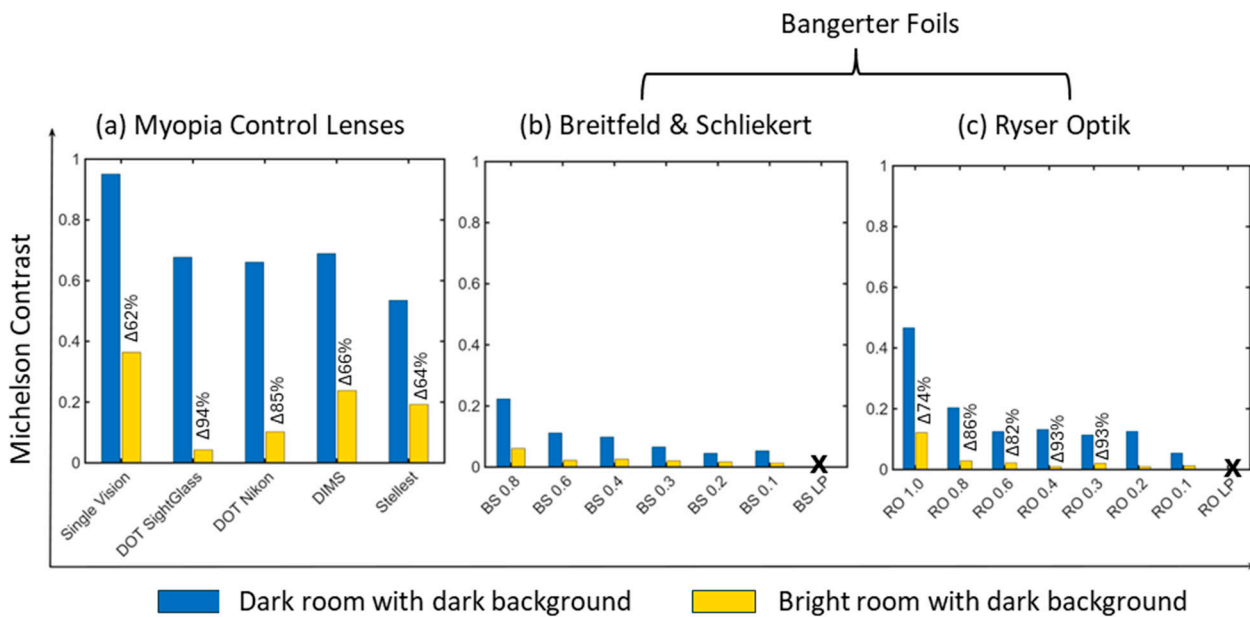 Bangerter Foils
(a) Myopia Control Lenses
(b) Breitfeld & Schliekert
(c) Ryser Optik
Michelson Contrast
1
0.8
0.6
0.4
0.2
0
Δ62%
Δ94%
Δ85%
Δ66%
Δ64%
Single Vision
DOT SightGlass
DOT Nikon
DIMS
Stellest
1
0.8
0.6
0.4
0.2
0
X
BS 0.8
BS 0.6
BS 0.4
BS 0.3
BS 0.2
BS 0.1
BS LP
1
0.8
0.6
0.4
0.2
0
Δ74%
Δ86%
Δ82%
Δ93%
Δ93%
X
RO 1.0
RO 0.8
RO 0.6
RO 0.4
RO 0.3
RO 0.2
RO 0.1
RO LP
Dark room with dark background
Bright room with dark background